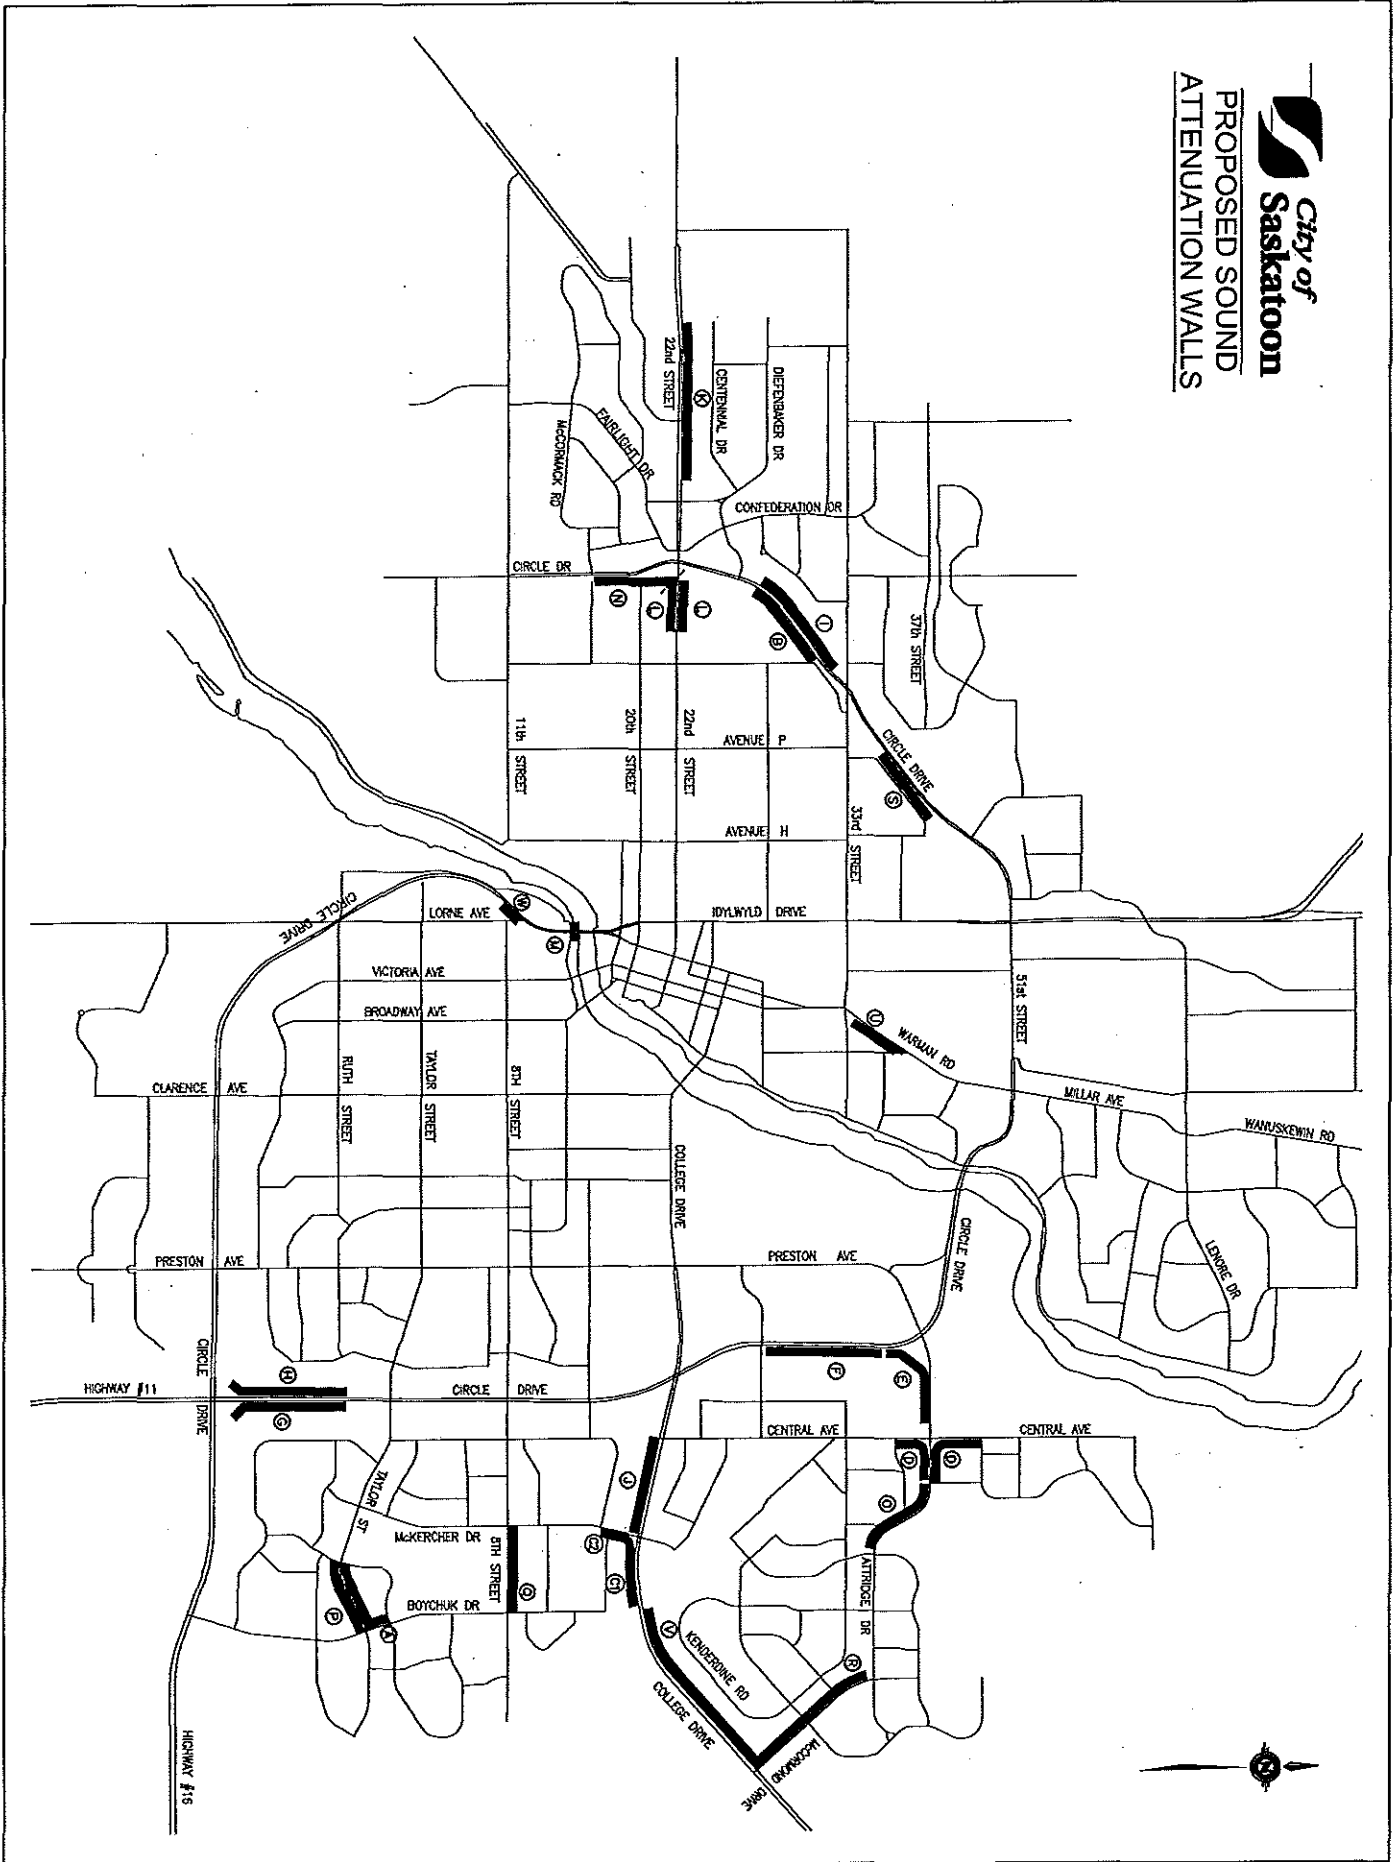 City of
Saskatoon
PROPOSED SOUND
ATTENUATION WALLS
22nd STREET
K
CENTENNIAL DR
DIEFENBAKER DR
FAIRLIGHT DR
McCORMACK RD
CONFEDERATION DR
CIRCLE DR
N
L
L
I
B
37th STREET
11th STREET
20th STREET
22nd STREET
AVENUE P
CIRCLE DRIVE
S
AVENUE H
33rd STREET
CIRCLE DRIVE
LORNE AVE
W
M
IDYLWYLD DRIVE
VICTORIA AVE
BROADWAY AVE
51st STREET
U
WARMAN RD
CLARENCE AVE
RUTH STREET
TAYLOR STREET
8TH STREET
MILLAR AVE
WANUSKEWIN RD
COLLEGE DRIVE
PRESTON AVE
PRESTON AVE
CIRCLE DRIVE
LENORE DR
CIRCLE DRIVE
HIGHWAY #11
H
G
CIRCLE DRIVE
F
E
CENTRAL AVE
CENTRAL AVE
D
D
J
O
TAYLOR ST
McKERCHER DR
8TH STREET
Q
C2
C1
ATTRIDGE DR
BOYCHUK DR
P
A
V
KENDERDINE RD
R
COLLEGE DRIVE
McCORMOND DRIVE
HIGHWAY #16
N